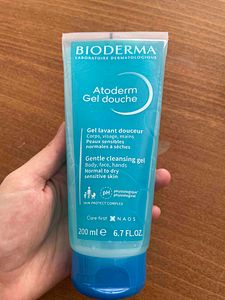 BIODERMA
LABORATOIRE DERMATOLOGIQUE
Atoderm
Gel douche
Gel lavant douceur
Corps, visage, mains
Peaux sensibles
normales à sèches
Gentle cleansing gel
Body, face, hands
Normal to dry
sensitive skin
pH physiologique
physiological
SKIN PROTECT COMPLEX
Care first NAOS
200 ml e 6.7 FL.OZ.